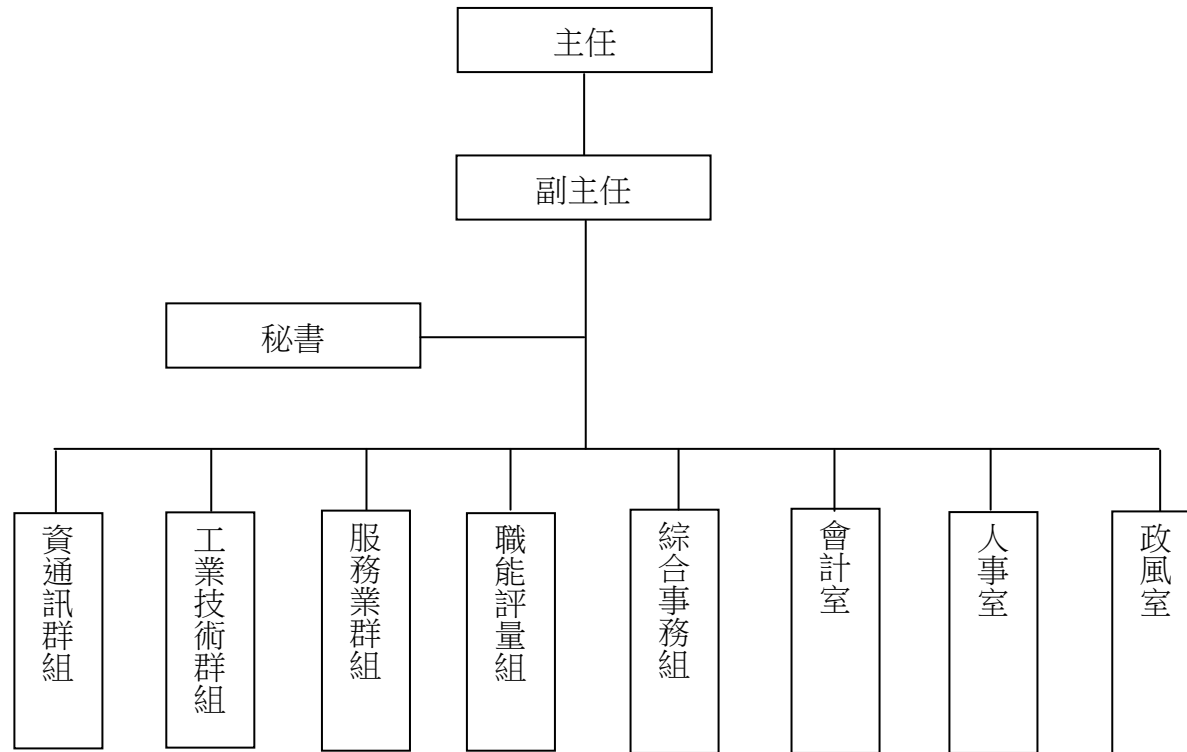 主任
副主任
秘書
資通訊群組
工業技術群組
服務業群組
職能評量組
綜合事務組
會計室
人事室
政風室